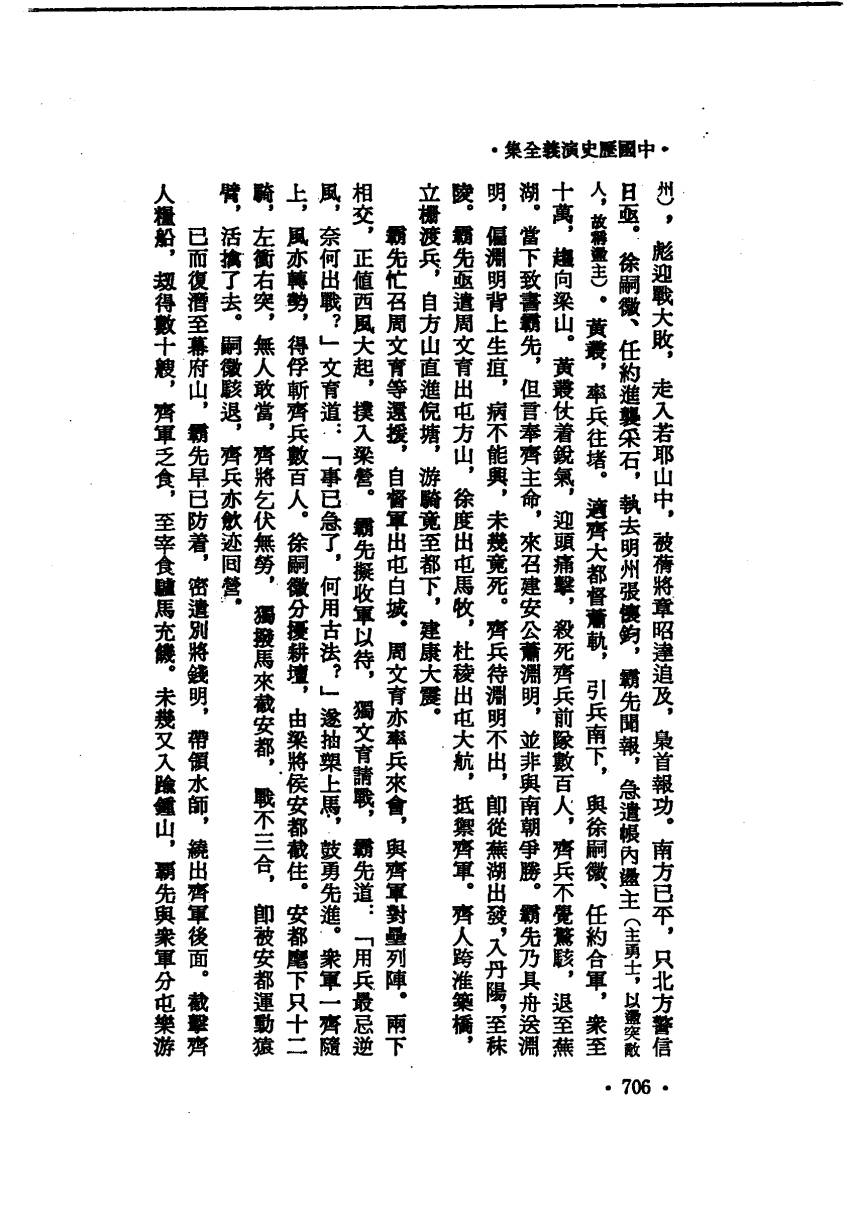 •中國歷史演義全集•
州），彪迎戰大敗，走入若耶山中，被蒨將章昭達追及，梟首報功。南方已平，只北方警信
日亟。徐嗣徽、任約進襲采石，執去明州張懷鈞，霸先聞報，急遣帳內盪主（主勇士，以盪突敵
人，故稱盪主）。黃叢，率兵往堵。適齊大都督蕭軌，引兵南下，與徐嗣徽、任約合軍，衆至
十萬，趨向梁山。黃叢仗着銳氣，迎頭痛擊，殺死齊兵前隊數百人，齊兵不覺驚駭，退至蕪
湖。當下致書霸先，但言奉齊主命，來召建安公蕭淵明，並非與南朝爭勝。霸先乃具舟送淵
明，偏淵明背上生疽，病不能興，未幾竟死。齊兵待淵明不出，卽從蕪湖出發，入丹陽，至秣
陵。霸先亟遣周文育出屯方山，徐度出屯馬牧，杜稜出屯大航，抵禦齊軍。齊人跨淮築橋，
立柵渡兵，自方山直進倪塘，游騎竟至都下，建康大震。
霸先忙召周文育等還援，自督軍出屯白城。周文育亦率兵來會，與齊軍對壘列陣。兩下
相交，正值西風大起，撲入梁營。霸先擬收軍以待，獨文育請戰，霸先道：「用兵最忌逆
風，奈何出戰？」文育道：「事已急了，何用古法？」遂抽槊上馬，鼓勇先進。衆軍一齊隨
上，風亦轉勢，得俘斬齊兵數百人。徐嗣徽分擾耕壇，由梁將侯安都截住。安都麾下只十二
騎，左衝右突，無人敢當，齊將乞伏無勞，獨撥馬來截安都，戰不三合，卽被安都運動猿
臂，活擒了去。嗣徽駭退，齊兵亦斂迹回營。
已而復潛至幕府山，霸先早已防着，密遣別將錢明，帶領水師，繞出齊軍後面。截擊齊
人糧船，刼得數十艘，齊軍乏食，至宰食驢馬充饑。未幾又入踰鍾山，霸先與衆軍分屯樂游
•706•